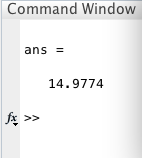 Command Window
ans =
14.9774
fx >>